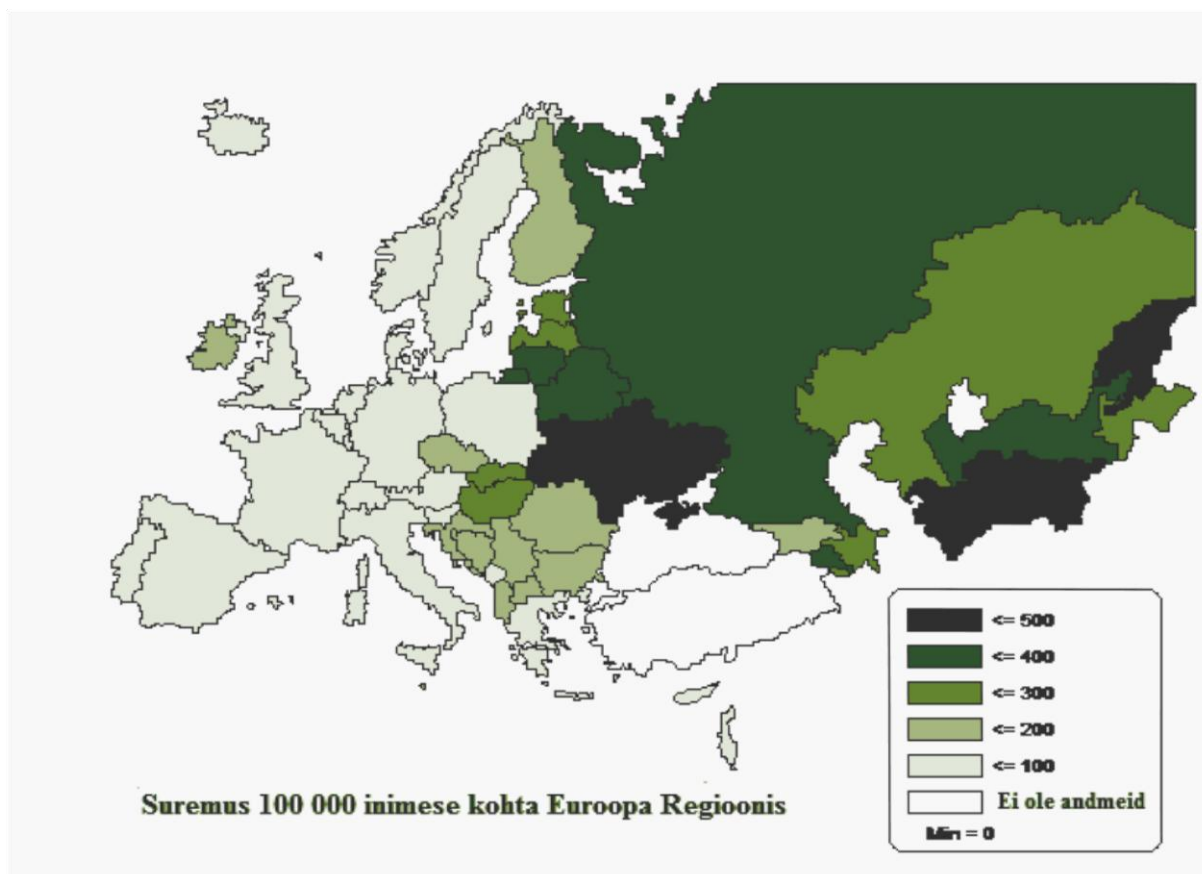 <= 500
<= 400
<= 300
<= 200
<= 100
Ei ole andmeid
Min = 0
Suremus 100 000 inimese kohta Euroopa Regioonis